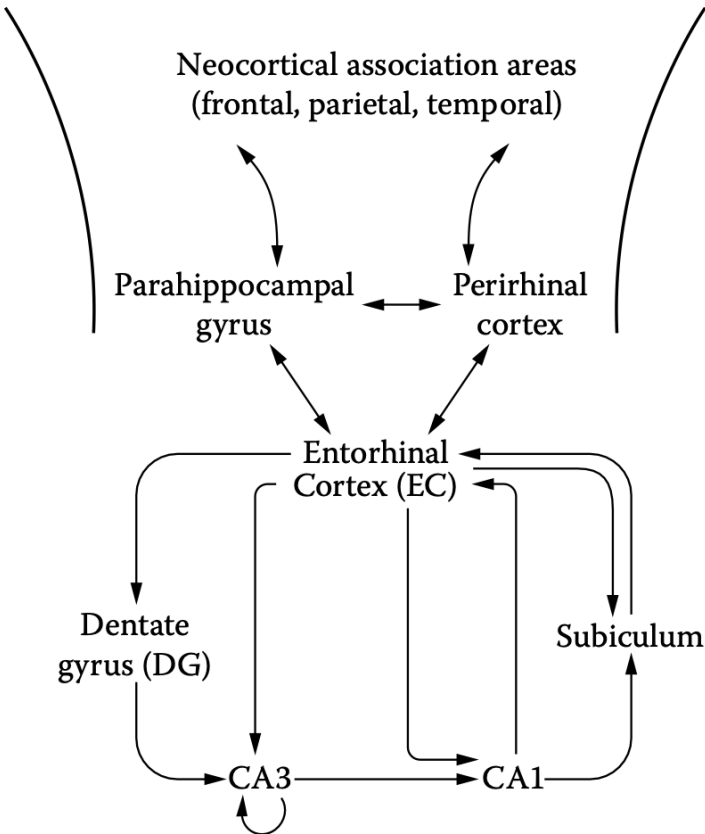 Neocortical association areas
(frontal, parietal, temporal)
Parahippocampal
gyrus
Perirhinal
cortex
Entorhinal
Cortex (EC)
Dentate
gyrus (DG)
Subiculum
CA3
CA1